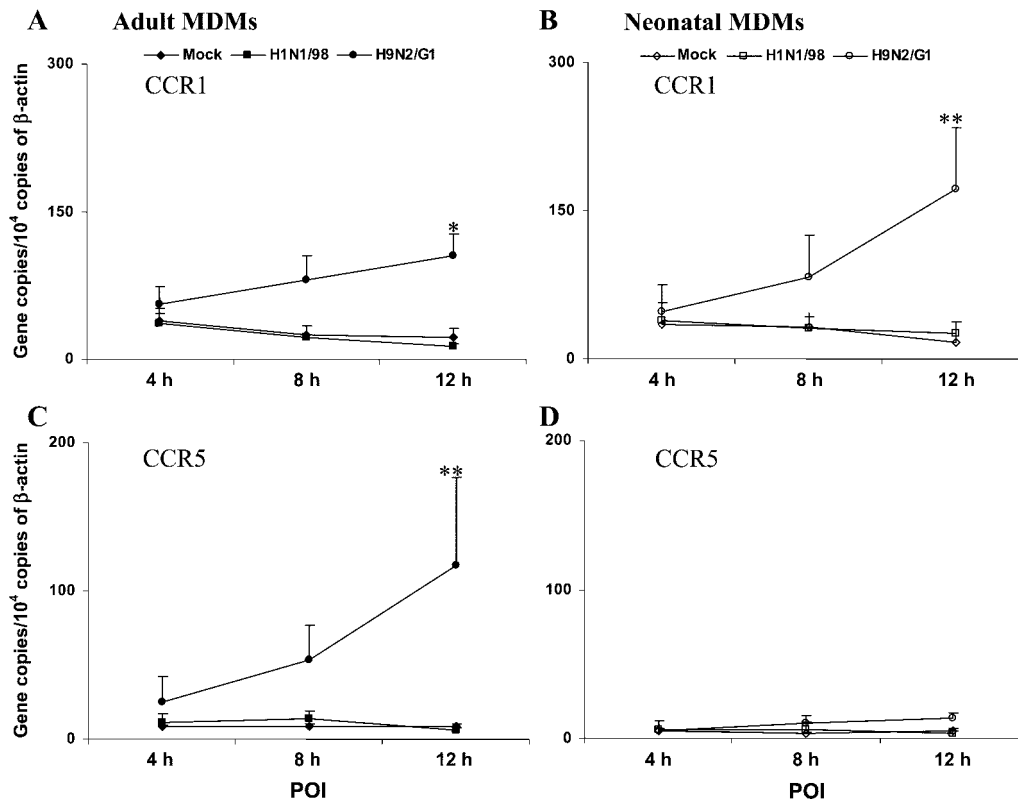 A Adult MDMs
Mock H1N1/98 H9N2/G1
CCR1
Gene copies/10⁴ copies of β-actin
300
150
0
*
4 h 8 h 12 h
B Neonatal MDMs
Mock H1N1/98 H9N2/G1
CCR1
300
150
0
**
4 h 8 h 12 h
C
CCR5
Gene copies/10⁴ copies of β-actin
200
100
0
**
4 h 8 h 12 h
POI
D
CCR5
200
100
0
4 h 8 h 12 h
POI